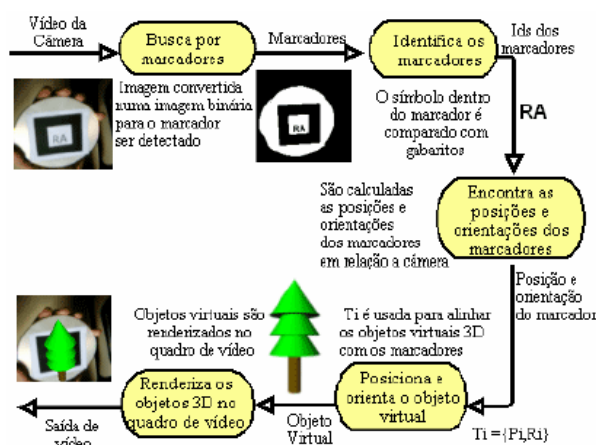 Vídeo da
Câmera
Busca por
marcadores
Marcadores
Identifica os
marcadores
Ids dos
marcadores
Imagem convertida
numa imagem binária
para o marcador
ser detectado
RA
RA
O símbolo dentro
do marcador é
comparado com
gabaritos
RA
São calculadas
as posições e
orientações
dos marcadores
em relação a câmera
Encontra as
posições e
orientações dos
marcadores
Posição e
orientação
do marcador
Objetos virtuais são
renderizados no
quadro de vídeo
Ti é usada para alinhar
os objetos virtuais 3D
com os marcadores
Posiciona e
orienta o objeto
virtual
Ti ={Pi,Ri}
Objeto
Virtual
Renderiza os
objetos 3D no
quadro de vídeo
Saída de
vídeo